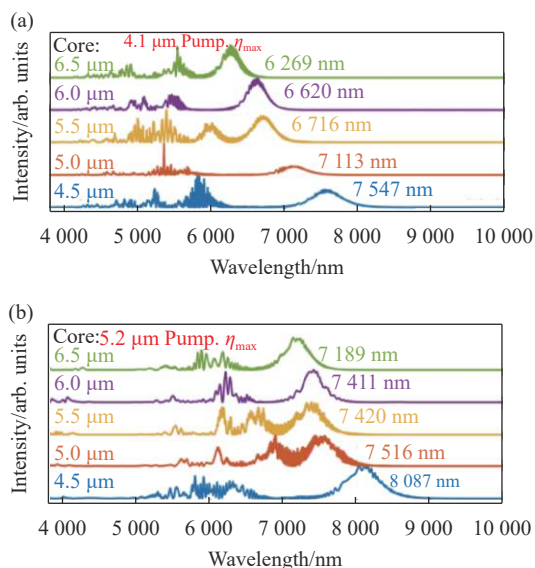 (a)
Core: 4.1 μm Pump. ηmax
6.5 μm 6 269 nm
6.0 μm 6 620 nm
5.5 μm 6 716 nm
5.0 μm 7 113 nm
4.5 μm 7 547 nm
Intensity/arb. units
4 000 5 000 6 000 7 000 8 000 9 000 10 000
Wavelength/nm
(b)
Core:5.2 μm Pump. ηmax
6.5 μm 7 189 nm
6.0 μm 7 411 nm
5.5 μm 7 420 nm
5.0 μm 7 516 nm
4.5 μm 8 087 nm
Intensity/arb. units
4 000 5 000 6 000 7 000 8 000 9 000 10 000
Wavelength/nm